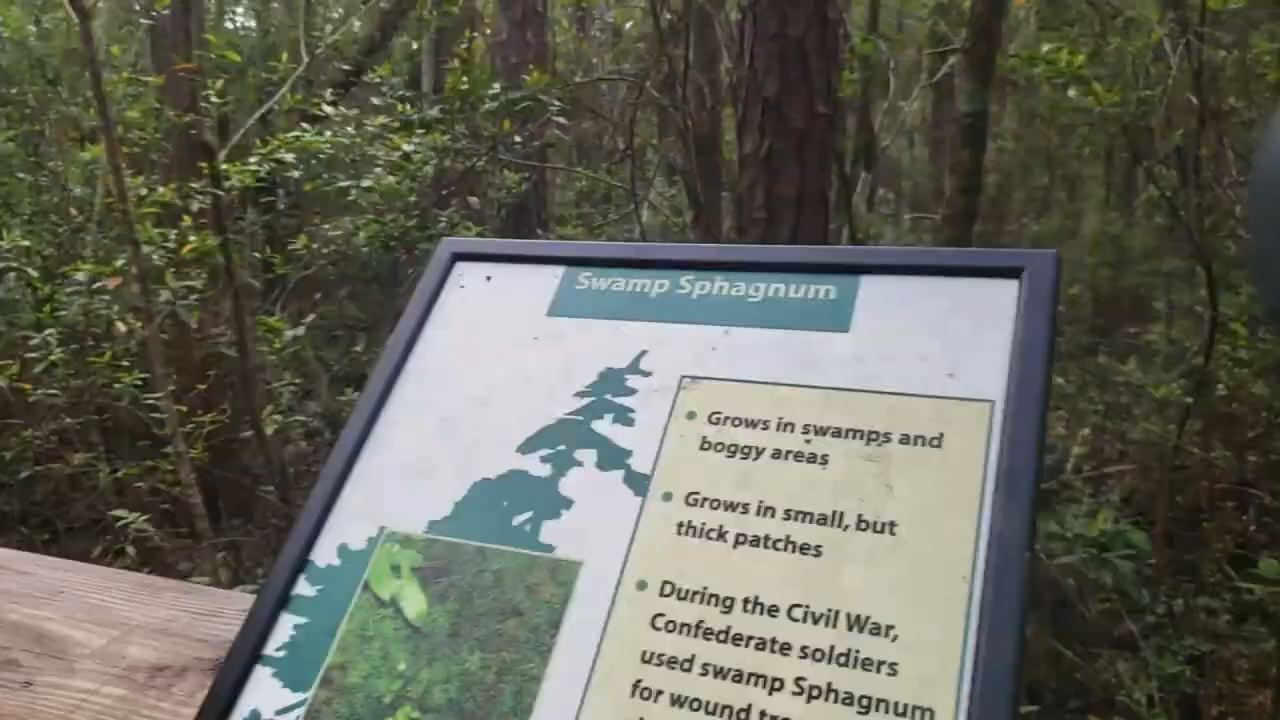 Swamp Sphagnum
Grows in swamps and
boggy areas
Grows in small, but
thick patches
During the Civil War,
Confederate soldiers
used swamp Sphagnum
for wound